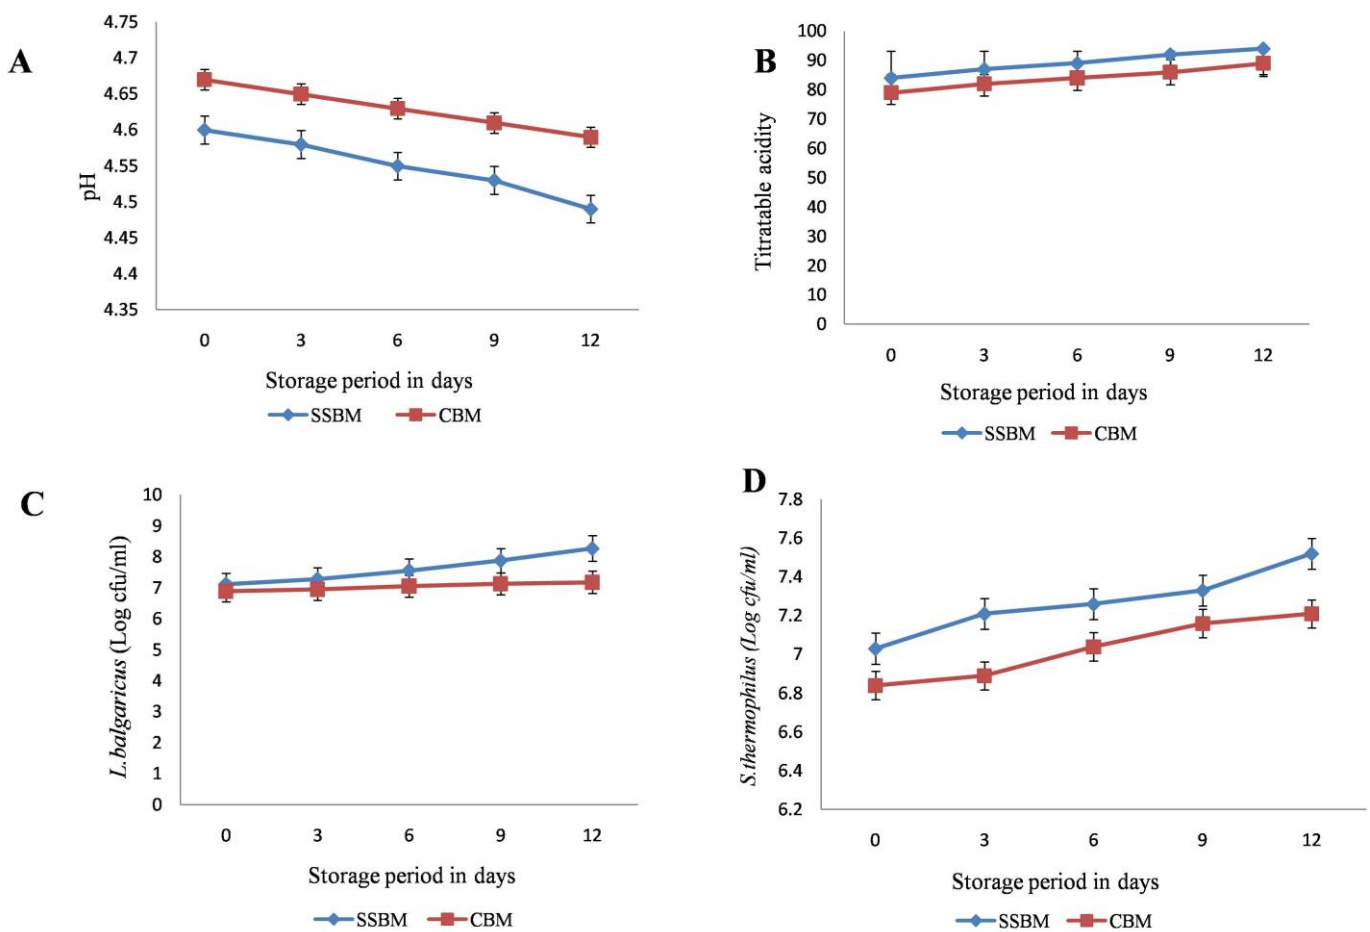 A
4.75
4.7
4.65
4.6
4.55
4.5
4.45
4.4
4.35
pH
0 3 6 9 12
Storage period in days
SSBM CBM
B
100
90
80
70
60
50
40
30
20
10
0
Titratable acidity
0 3 6 9 12
Storage period in days
SSBM CBM
C
10
9
8
7
6
5
4
3
2
1
0
L.balgaricus (Log cfu/ml)
0 3 6 9 12
Storage period in days
SSBM CBM
D
7.8
7.6
7.4
7.2
7
6.8
6.6
6.4
6.2
S.thermophilus (Log cfu/ml)
0 3 6 9 12
Storage period in days
SSBM CBM